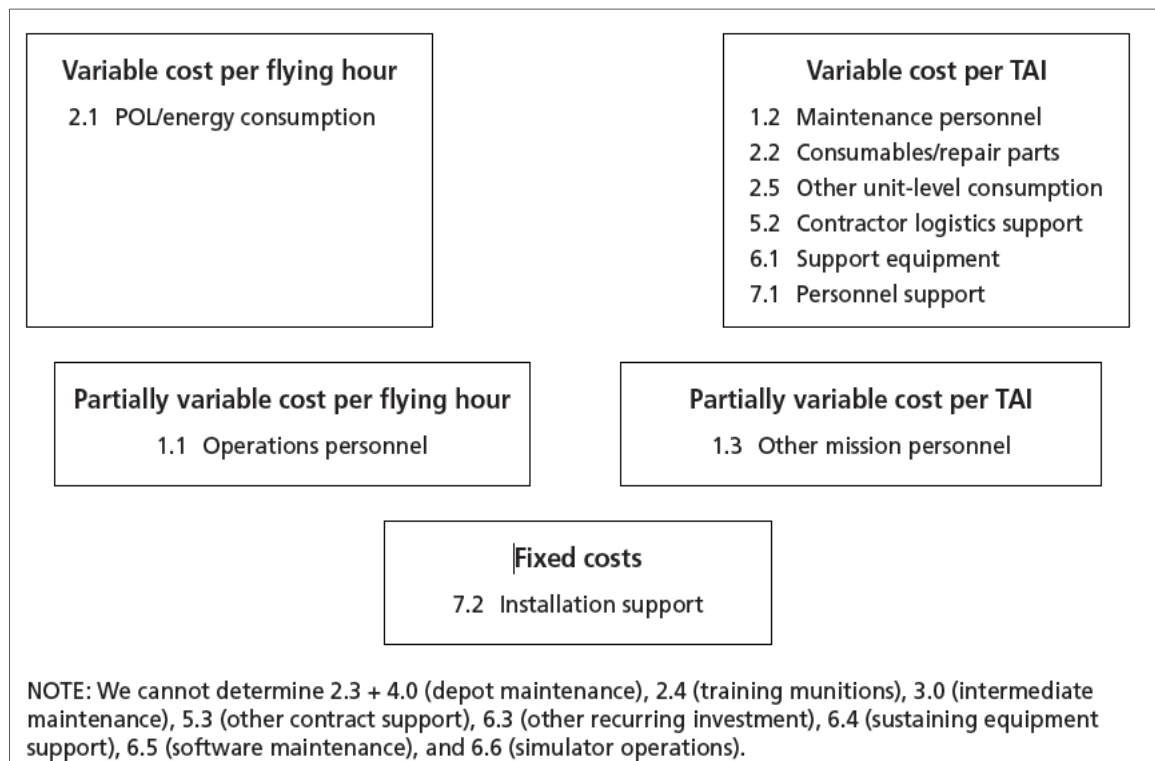 Variable cost per flying hour
2.1 POL/energy consumption
Variable cost per TAI
1.2 Maintenance personnel
2.2 Consumables/repair parts
2.5 Other unit-level consumption
5.2 Contractor logistics support
6.1 Support equipment
7.1 Personnel support
Partially variable cost per flying hour
1.1 Operations personnel
Partially variable cost per TAI
1.3 Other mission personnel
Fixed costs
7.2 Installation support
NOTE: We cannot determine 2.3 + 4.0 (depot maintenance), 2.4 (training munitions), 3.0 (intermediate
maintenance), 5.3 (other contract support), 6.3 (other recurring investment), 6.4 (sustaining equipment
support), 6.5 (software maintenance), and 6.6 (simulator operations).